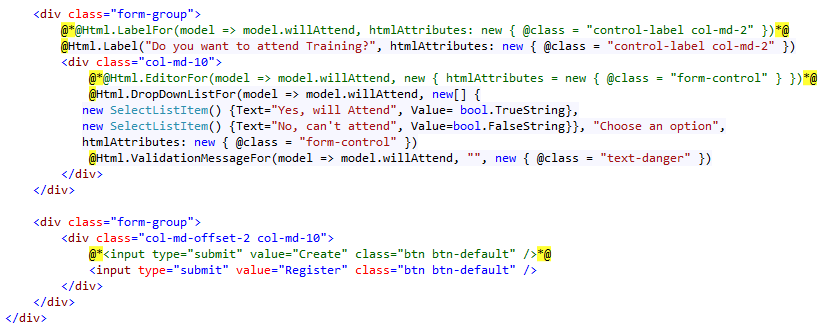 <div class="form-group">
@*@Html.LabelFor(model => model.willAttend, htmlAttributes: new { @class = "control-label col-md-2" })*@
@Html.Label("Do you want to attend Training?", htmlAttributes: new { @class = "control-label col-md-2" })
<div class="col-md-10">
@*@Html.EditorFor(model => model.willAttend, new { htmlAttributes = new { @class = "form-control" } })*@
@Html.DropDownListFor(model => model.willAttend, new[] {
new SelectListItem() {Text="Yes, will Attend", Value= bool.TrueString},
new SelectListItem() {Text="No, can't attend", Value=bool.FalseString}}, "Choose an option",
htmlAttributes: new { @class = "form-control" })
@Html.ValidationMessageFor(model => model.willAttend, "", new { @class = "text-danger" })
</div>
</div>
<div class="form-group">
<div class="col-md-offset-2 col-md-10">
@*<input type="submit" value="Create" class="btn btn-default" />*@
<input type="submit" value="Register" class="btn btn-default" />
</div>
</div>
</div>